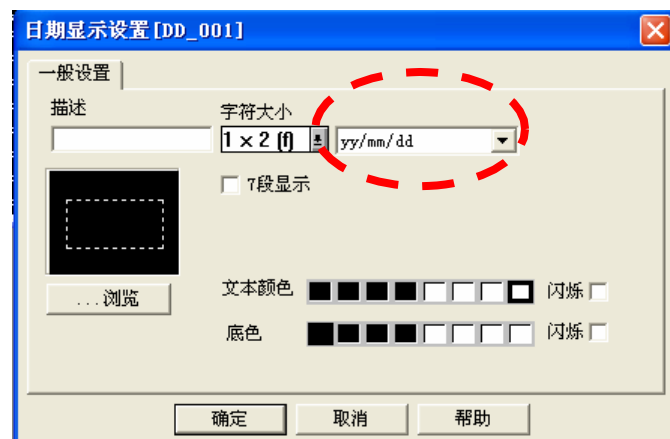 日期显示设置[DD_001]
一般设置
描述
字符大小
1 × 2 (f)
yy/mm/dd
7段显示
...浏览
文本颜色
闪烁
底色
闪烁
确定
取消
帮助